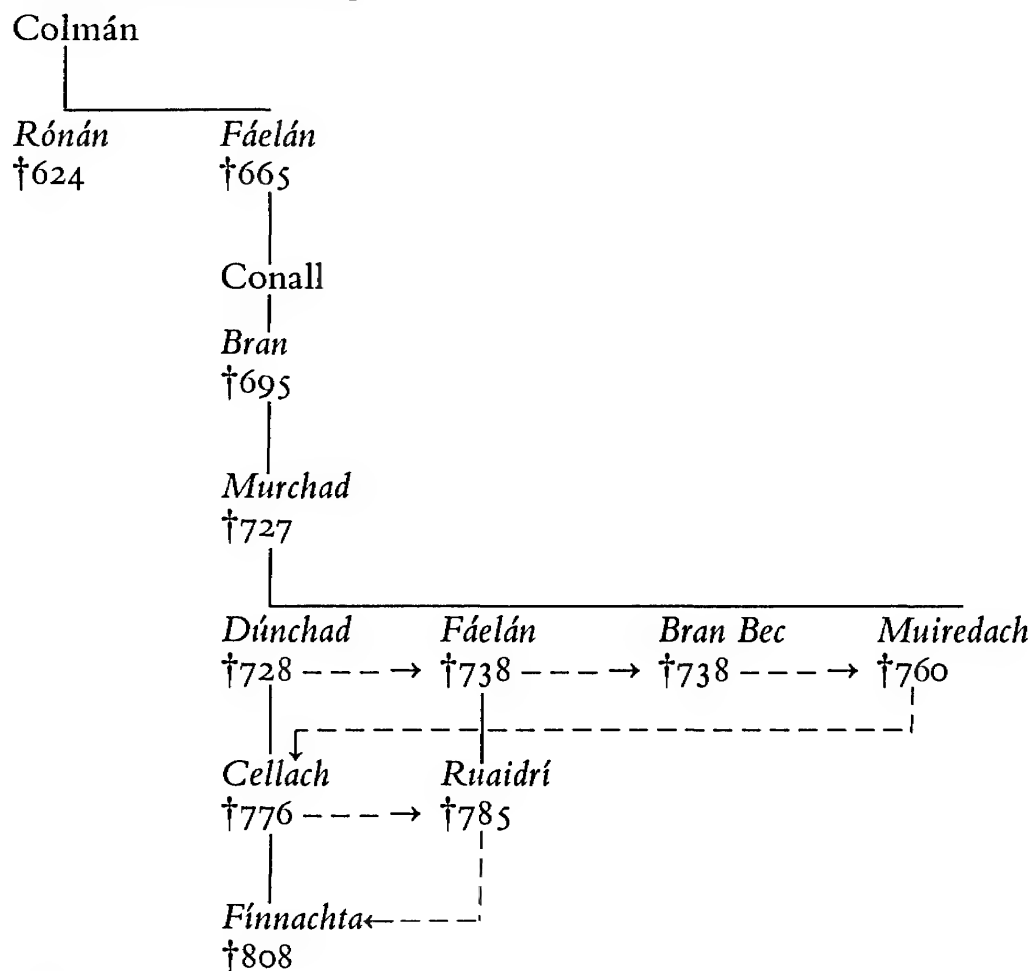 Colmán
Rónán Fáelán
†624 †665
Conall
Bran
†695
Murchad
†727
Dúnchad Fáelán Bran Bec Muiredach
†728 – – – → †738 – – – → †738 – – – → †760
Cellach Ruaidrí
†776 – – – → †785
Fínnachta←– – – –
†808